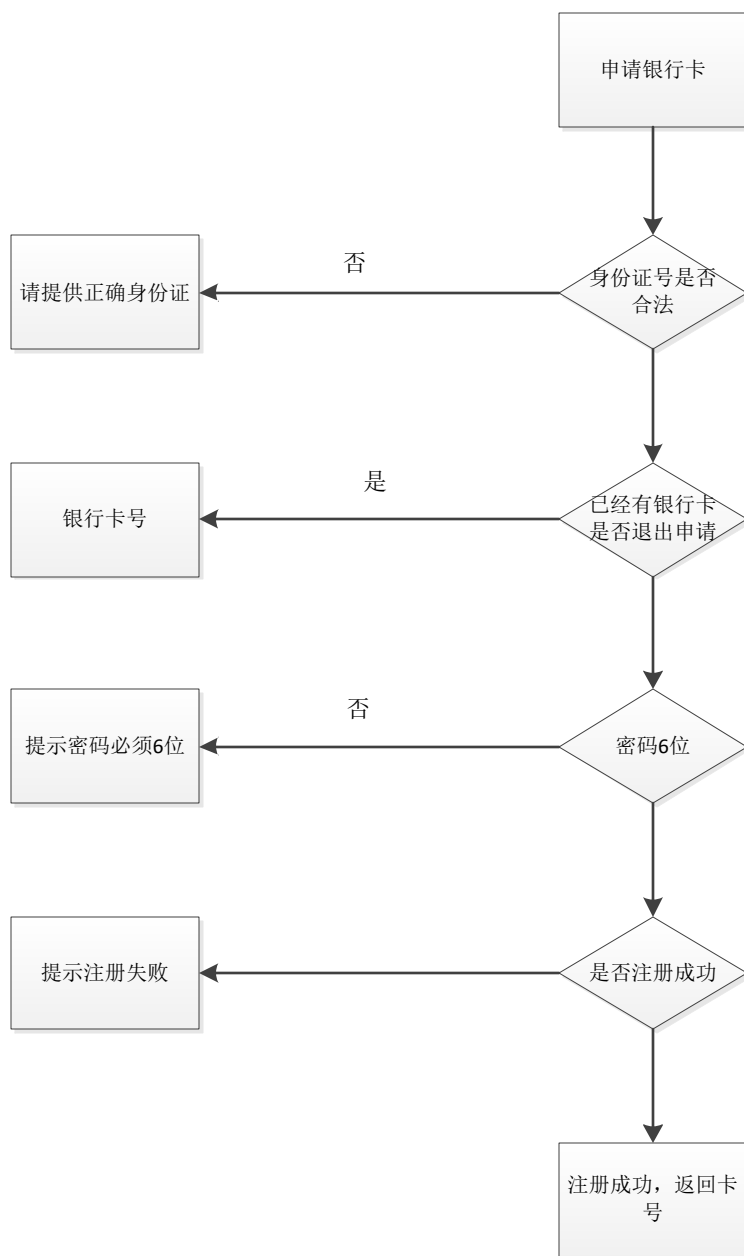 申请银行卡
否
请提供正确身份证
身份证号是否
合法
是
银行卡号
已经有银行卡
是否退出申请
否
提示密码必须6位
密码6位
提示注册失败
是否注册成功
注册成功，返回卡
号